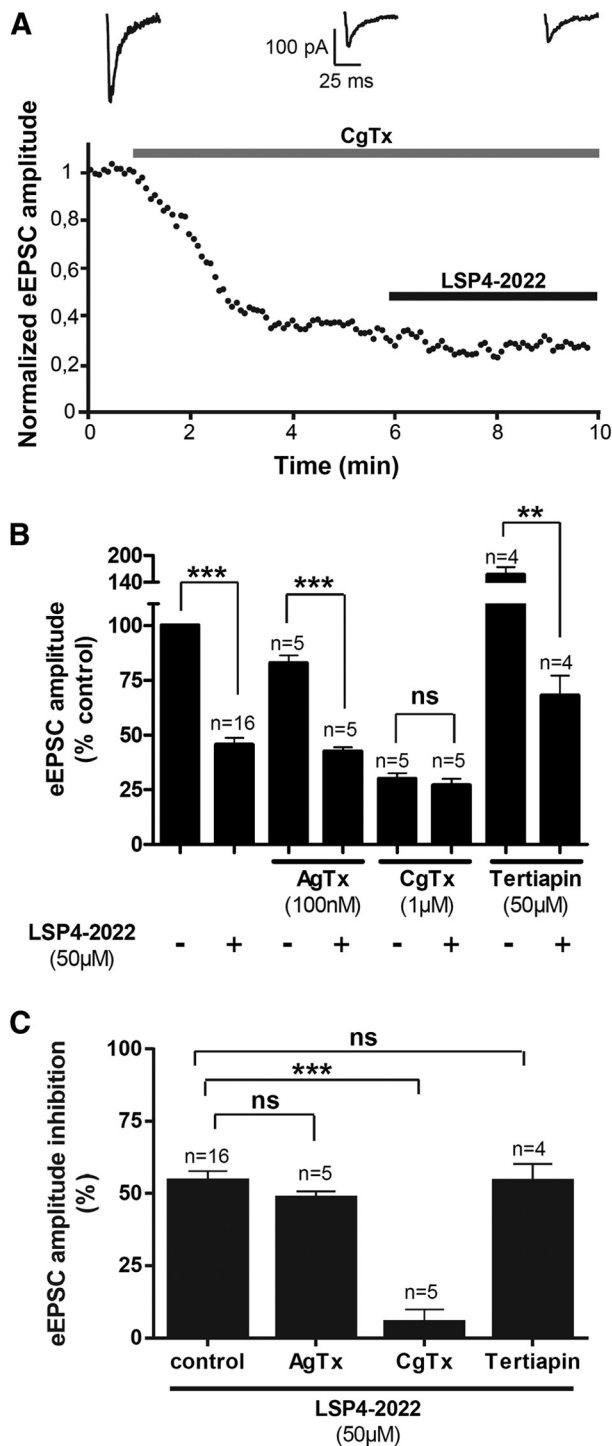 A
100 pA
25 ms
CgTx
LSP4-2022
Normalized eEPSC amplitude
1
0,8
0,6
0,4
0,2
0
0 2 4 6 8 10
Time (min)
B
eEPSC amplitude
(% control)
200
140
100
75
50
25
0
*** *** ns **
n=16 n=5 n=5 n=5 n=5 n=4 n=4
AgTx CgTx Tertiapin
(100nM) (1µM) (50µM)
LSP4-2022
(50µM)
- + - + - + - +
C
eEPSC amplitude inhibition
(%)
100
75
50
25
0
ns
***
ns
n=16 n=5 n=5 n=4
control AgTx CgTx Tertiapin
LSP4-2022
(50µM)